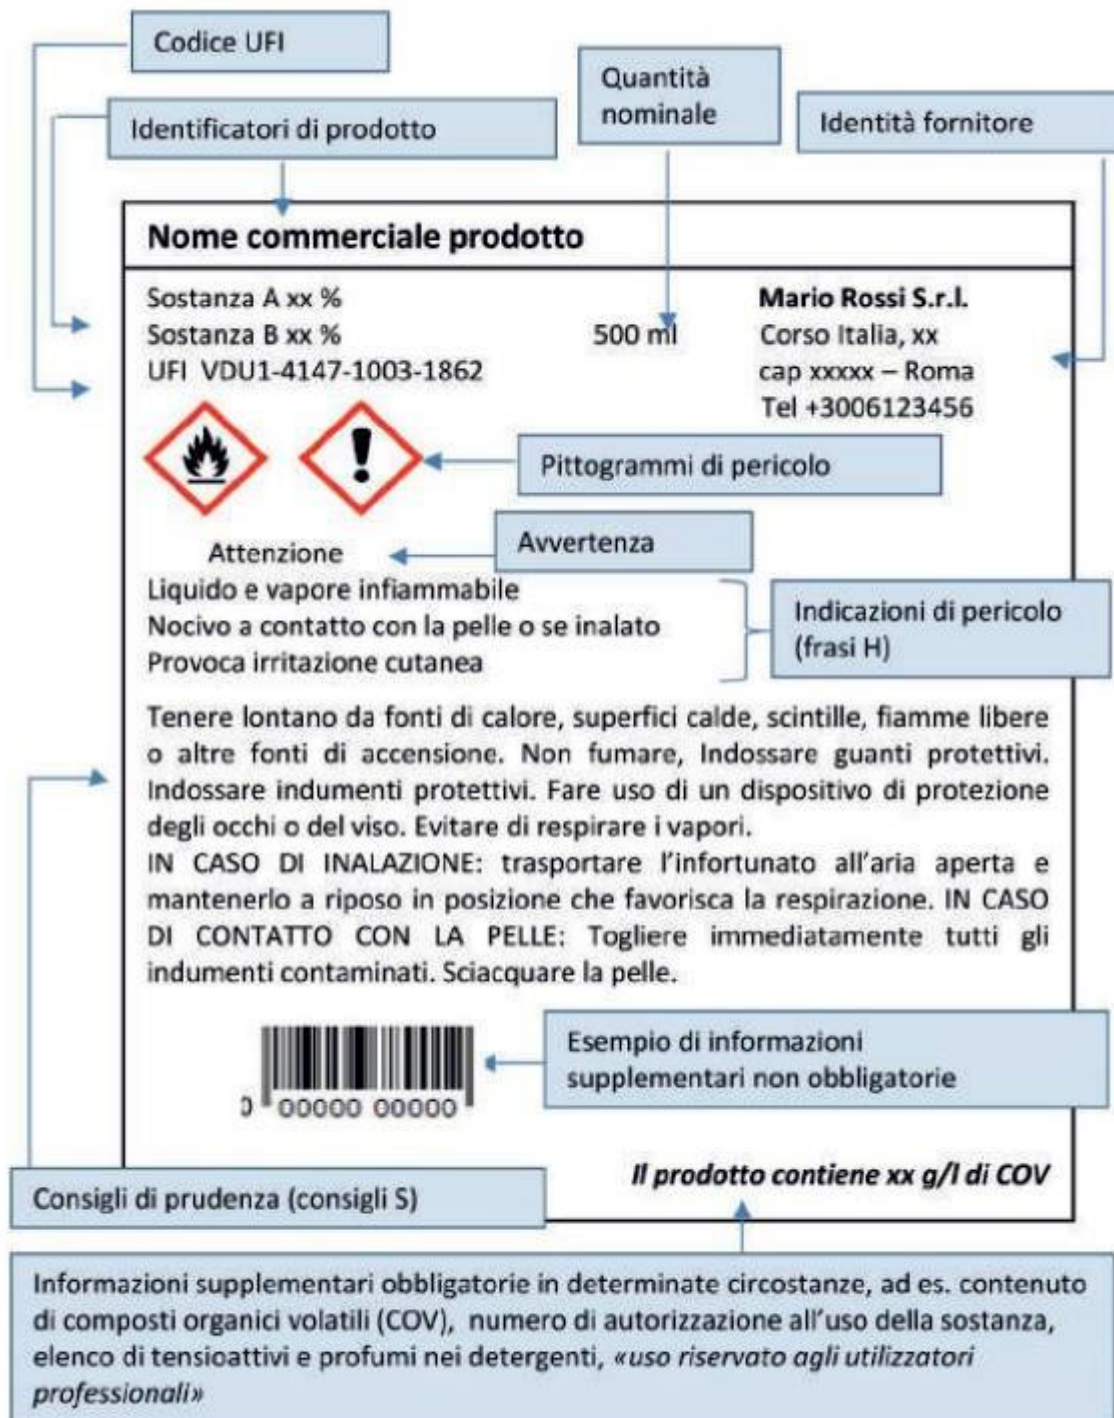 Codice UFI
Quantità
nominale
Identificatori di prodotto
Identità fornitore
Nome commerciale prodotto
Sostanza A xx %
Sostanza B xx %
UFI VDU1-4147-1003-1862
500 ml
Mario Rossi S.r.l.
Corso Italia, xx
cap xxxxx – Roma
Tel +3006123456
Pittogrammi di pericolo
Attenzione
Avvertenza
Liquido e vapore infiammabile
Nocivo a contatto con la pelle o se inalato
Provoca irritazione cutanea
Indicazioni di pericolo
(frasi H)
Tenere lontano da fonti di calore, superfici calde, scintille, fiamme libere
o altre fonti di accensione. Non fumare, Indossare guanti protettivi.
Indossare indumenti protettivi. Fare uso di un dispositivo di protezione
degli occhi o del viso. Evitare di respirare i vapori.
IN CASO DI INALAZIONE: trasportare l’infortunato all’aria aperta e
mantenerlo a riposo in posizione che favorisca la respirazione. IN CASO
DI CONTATTO CON LA PELLE: Togliere immediatamente tutti gli
indumenti contaminati. Sciacquare la pelle.
0 00000 00000
Esempio di informazioni
supplementari non obbligatorie
Il prodotto contiene xx g/l di COV
Consigli di prudenza (consigli S)
Informazioni supplementari obbligatorie in determinate circostanze, ad es. contenuto
di composti organici volatili (COV), numero di autorizzazione all’uso della sostanza,
elenco di tensioattivi e profumi nei detergenti, «uso riservato agli utilizzatori
professionali»